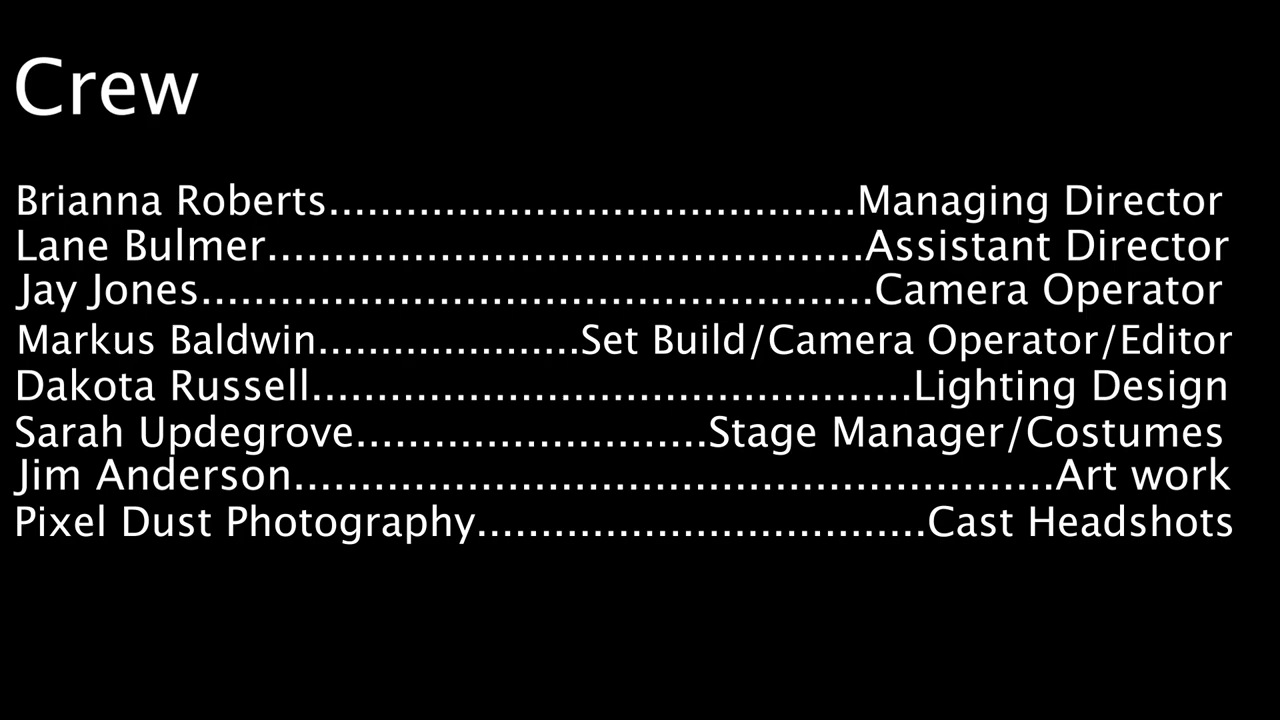 Crew
Brianna Roberts.........................................Managing Director
Lane Bulmer..............................................Assistant Director
Jay Jones....................................................Camera Operator
Markus Baldwin....................Set Build/Camera Operator/Editor
Dakota Russell..............................................Lighting Design
Sarah Updegrove...........................Stage Manager/Costumes
Jim Anderson...........................................................Art work
Pixel Dust Photography...................................Cast Headshots